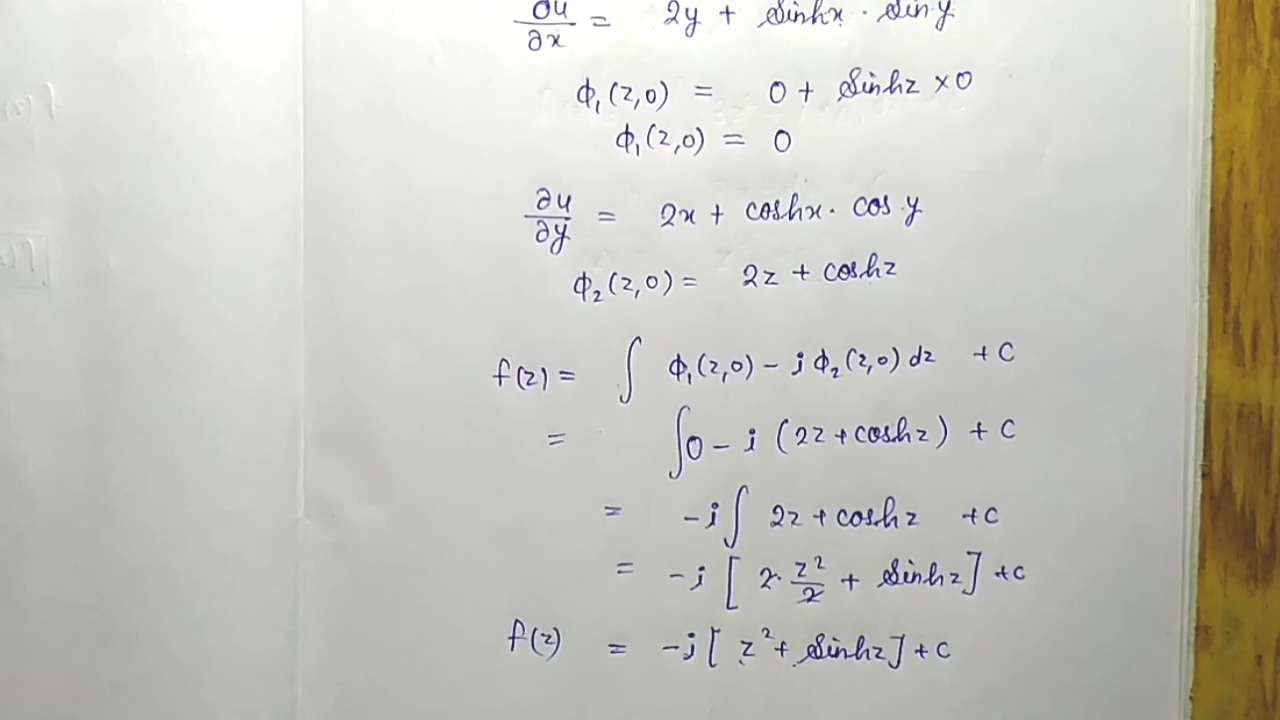 ∂u/∂x = 2y + Sinhx · Sin y
ϕ₁(z,0) = 0 + Sinhz × 0
ϕ₁(z,0) = 0
∂u/∂y = 2x + coshx · cos y
ϕ₂(z,0) = 2z + coshz
f(z) = ∫ ϕ₁(z,0) - i ϕ₂(z,0) dz + C
= ∫0 - i (2z + coshz) + C
= -i ∫ 2z + coshz + C
= -i [ 2·z²/2 + Sinhz] + C
f(z) = -i [ z² + Sinhz] + C